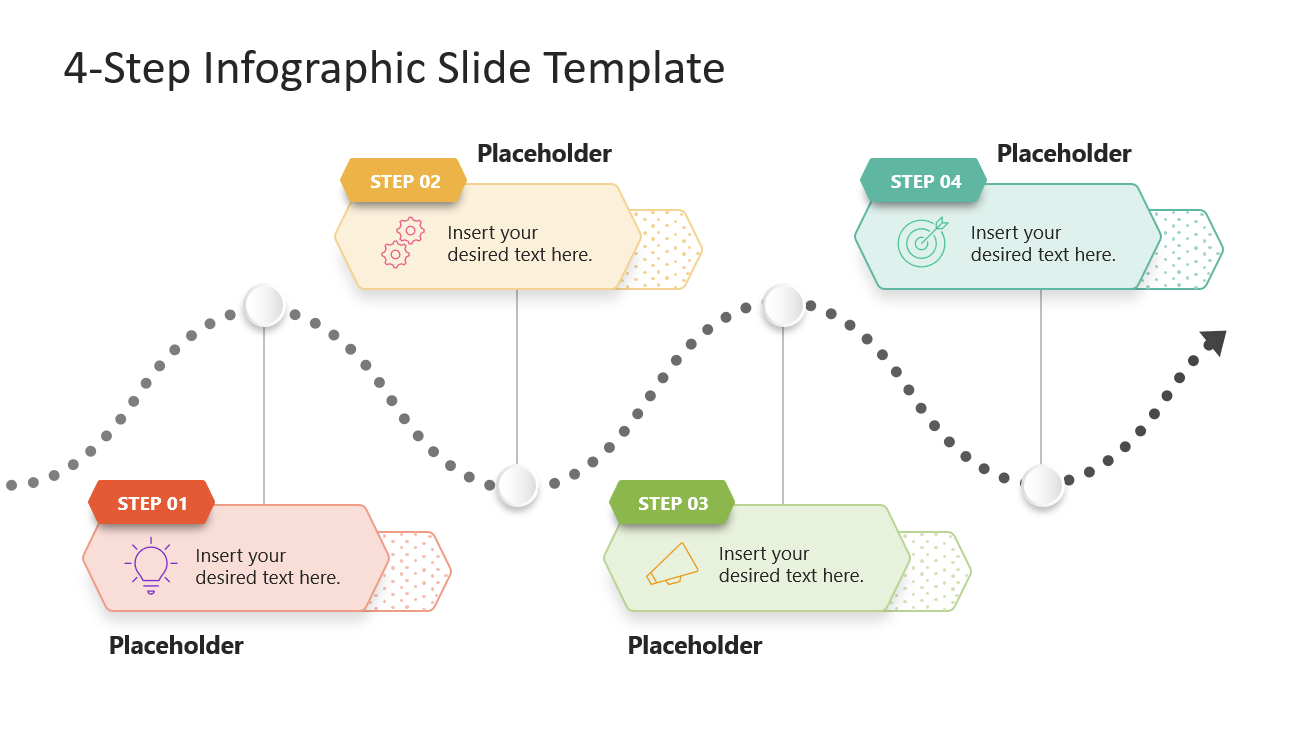 4-Step Infographic Slide Template
STEP 01
Insert your
desired text here.
Placeholder
Placeholder
STEP 02
Insert your
desired text here.
STEP 03
Insert your
desired text here.
Placeholder
Placeholder
STEP 04
Insert your
desired text here.